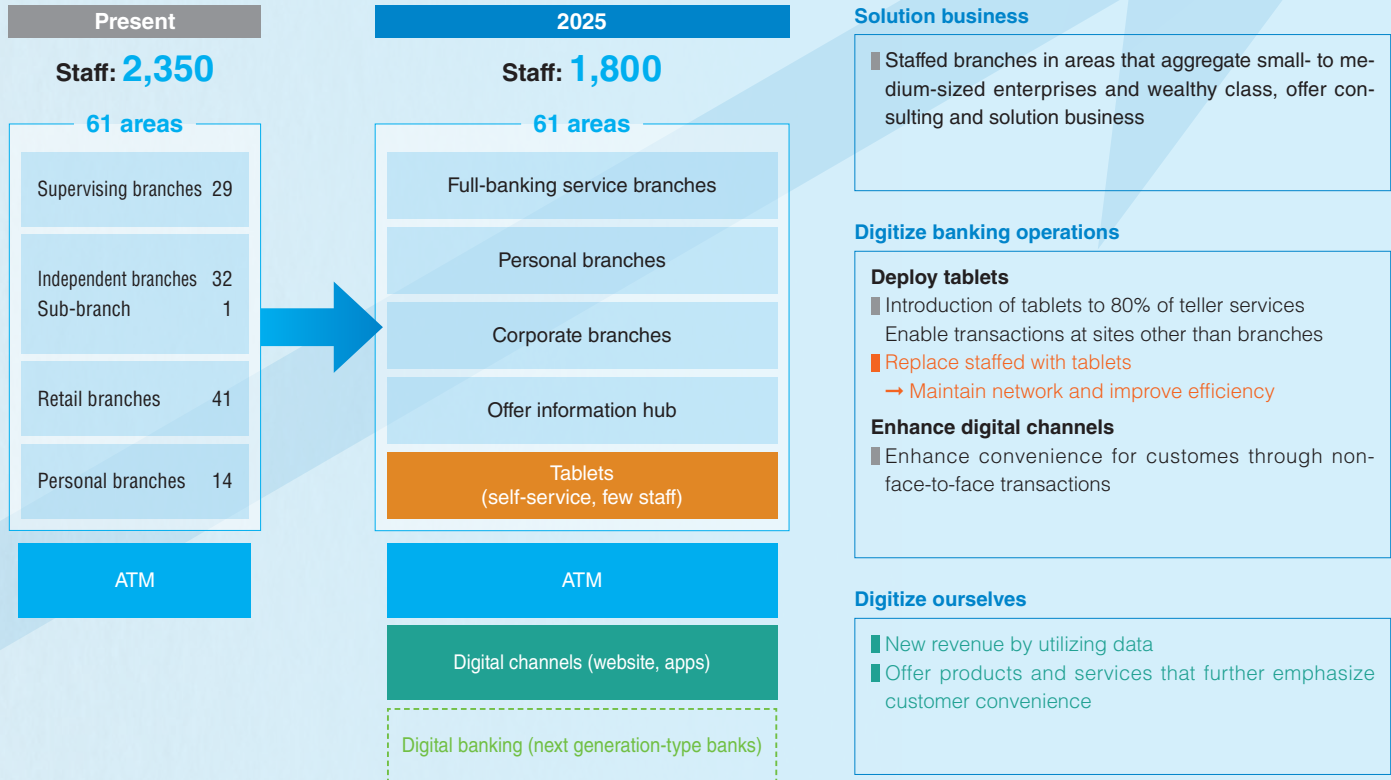 Present
Staff: 2,350
61 areas
Supervising branches 29
Independent branches 32
Sub-branch 1
Retail branches 41
Personal branches 14
ATM
2025
Staff: 1,800
61 areas
Full-banking service branches
Personal branches
Corporate branches
Offer information hub
Tablets
(self-service, few staff)
ATM
Digital channels (website, apps)
Digital banking (next generation-type banks)
Solution business
Staffed branches in areas that aggregate small- to me-
dium-sized enterprises and wealthy class, offer con-
sulting and solution business
Digitize banking operations
Deploy tablets
Introduction of tablets to 80% of teller services
Enable transactions at sites other than branches
Replace staffed with tablets
→ Maintain network and improve efficiency
Enhance digital channels
Enhance convenience for customes through non-
face-to-face transactions
Digitize ourselves
New revenue by utilizing data
Offer products and services that further emphasize
customer convenience